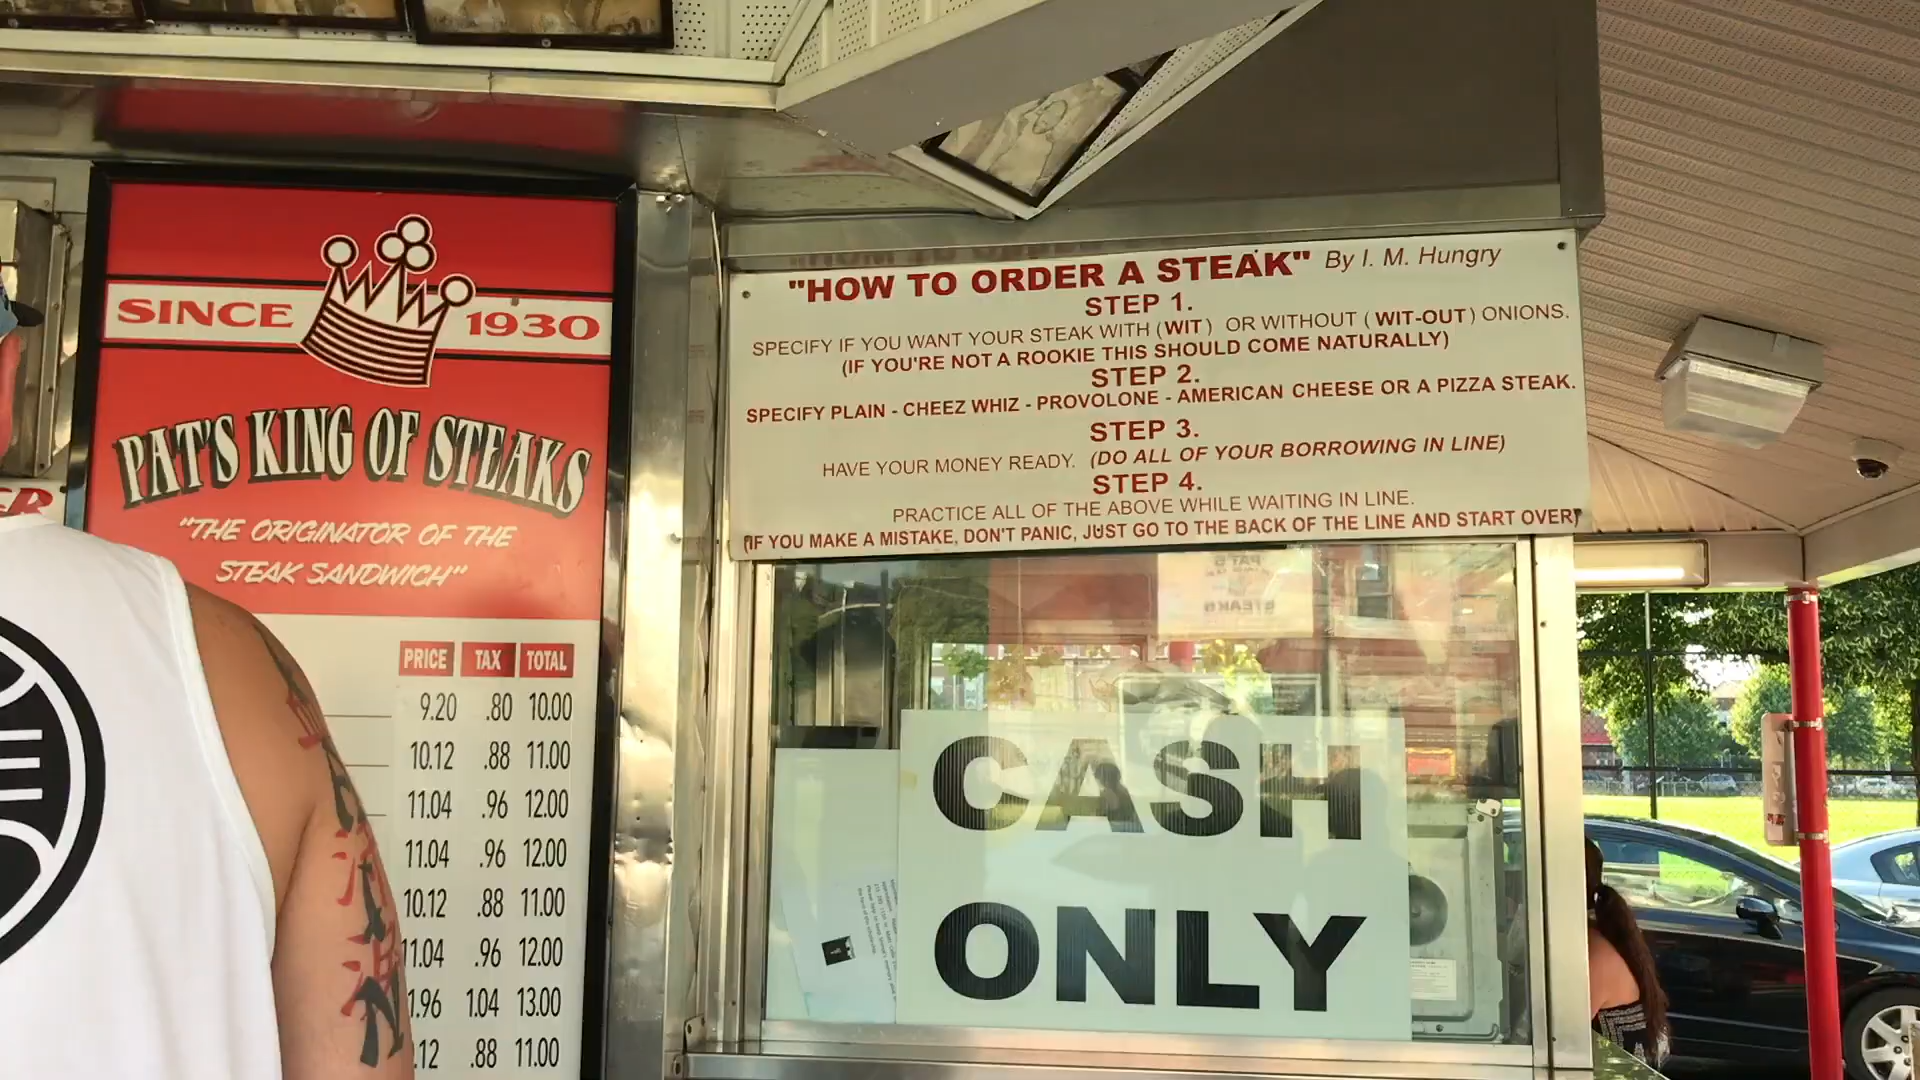 SINCE 1930
PAT'S KING OF STEAKS
"THE ORIGINATOR OF THE
STEAK SANDWICH"
PRICE TAX TOTAL
9.20 .80 10.00
10.12 .88 11.00
11.04 .96 12.00
11.04 .96 12.00
10.12 .88 11.00
11.04 .96 12.00
1.96 1.04 13.00
.12 .88 11.00
"HOW TO ORDER A STEAK" By I. M. Hungry
STEP 1.
SPECIFY IF YOU WANT YOUR STEAK WITH (WIT) OR WITHOUT (WIT-OUT) ONIONS.
(IF YOU'RE NOT A ROOKIE THIS SHOULD COME NATURALLY)
STEP 2.
SPECIFY PLAIN - CHEEZ WHIZ - PROVOLONE - AMERICAN CHEESE OR A PIZZA STEAK.
STEP 3.
HAVE YOUR MONEY READY. (DO ALL OF YOUR BORROWING IN LINE)
STEP 4.
PRACTICE ALL OF THE ABOVE WHILE WAITING IN LINE.
(IF YOU MAKE A MISTAKE, DON'T PANIC, JUST GO TO THE BACK OF THE LINE AND START OVER)
CASH
ONLY